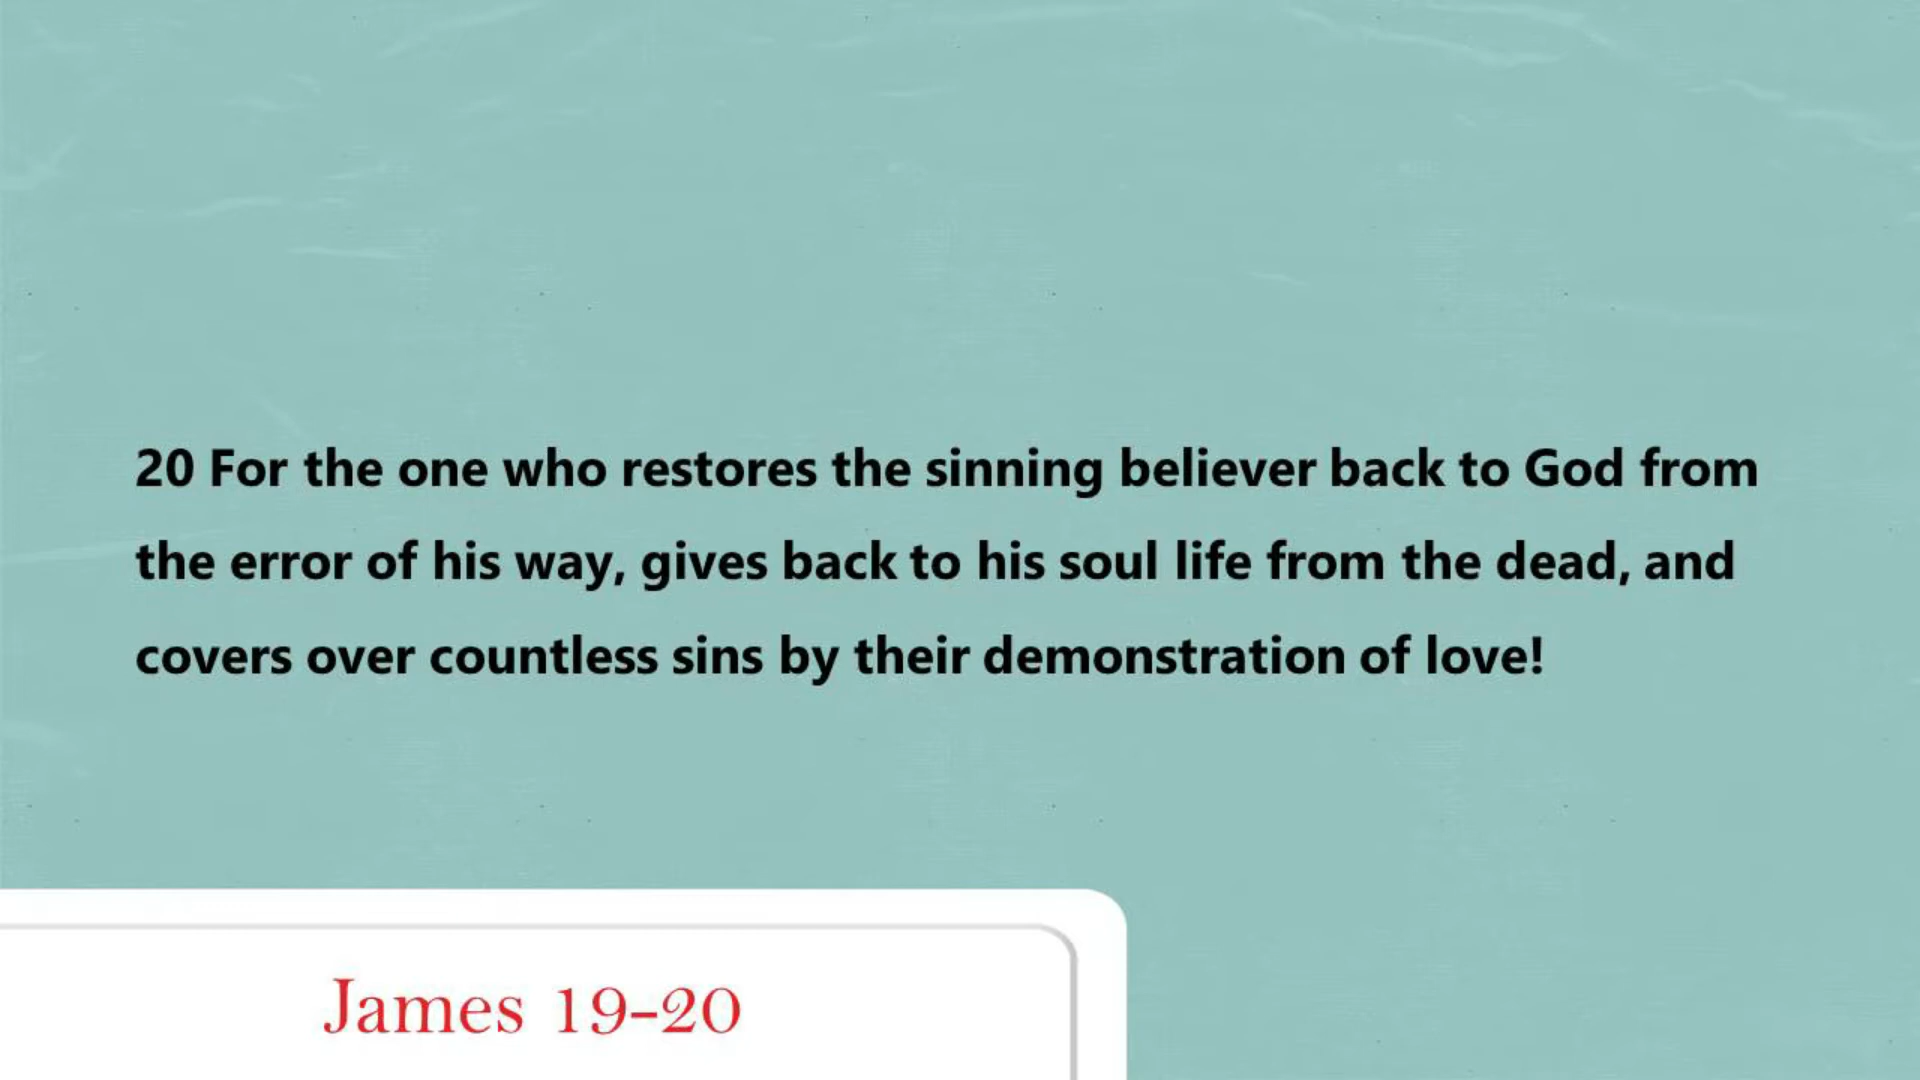 20 For the one who restores the sinning believer back to God from
the error of his way, gives back to his soul life from the dead, and
covers over countless sins by their demonstration of love!
James 19-20